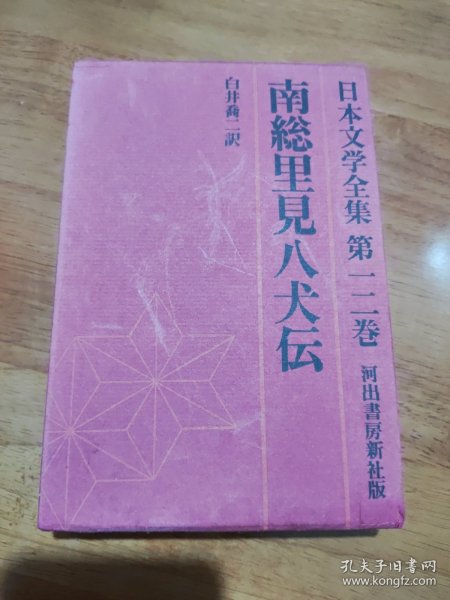 日本文学全集 第一二巻 河出書房新社版
南総里見八犬伝
白井喬二訳
孔夫子旧书网
www.kongfz.com